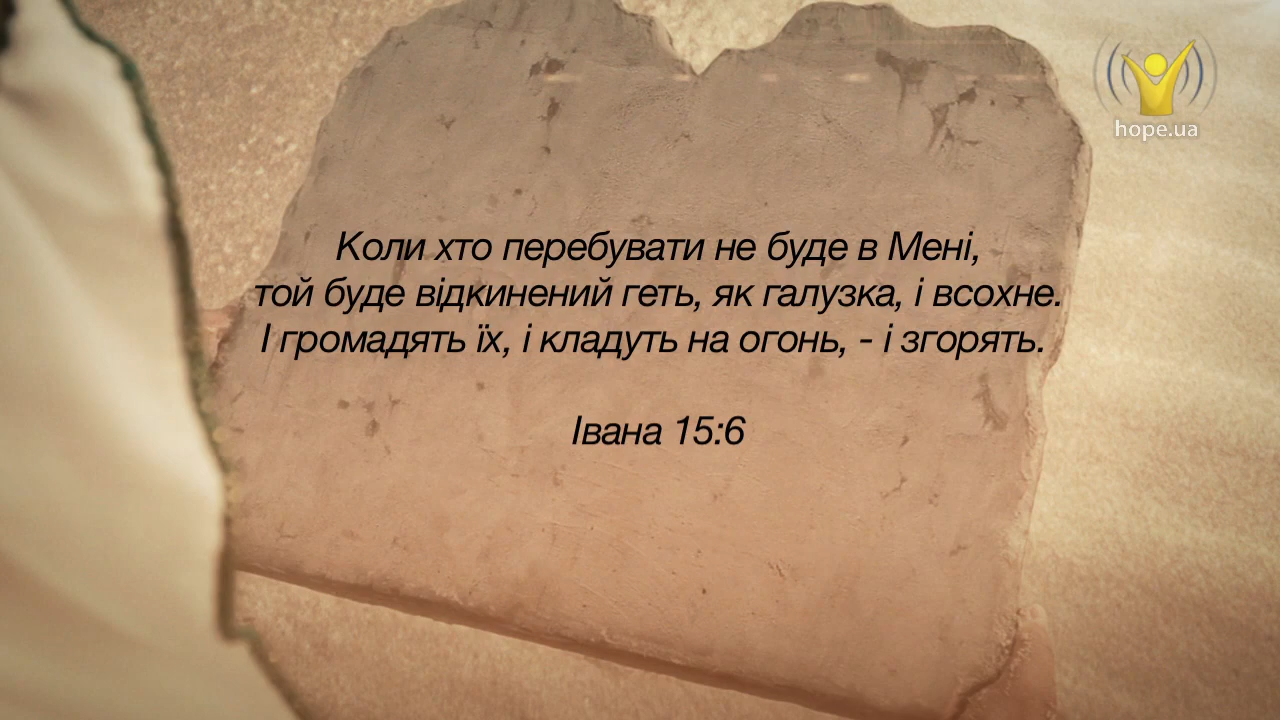 hope.ua
Коли хто перебувати не буде в Мені,
той буде відкинений геть, як галузка, і всохне.
І громадять їх, і кладуть на огонь, - і згорять.
Івана 15:6